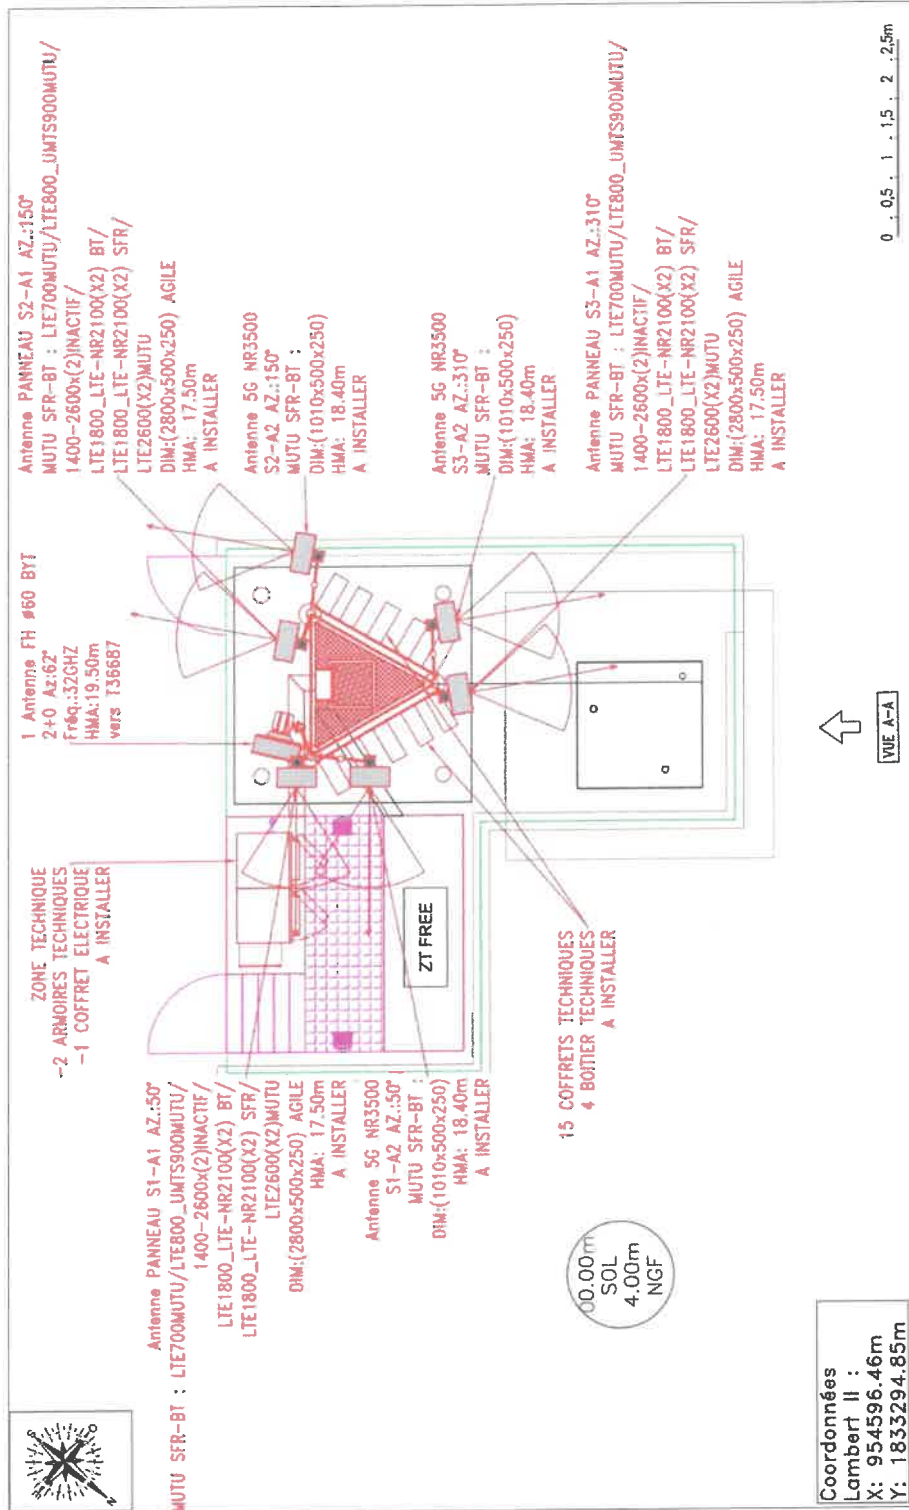 Antenne PANNEAU S1-A1 AZ.:50°
MUTU SFR-BT : LTE700MUTU/LTE800_UMTS900MUTU/
1400-2600x(2)INACTIF/
LTE1800_LTE-NR2100(X2) BT/
LTE1800_LTE-NR2100(X2) SFR/
LTE2600(X2)MUTU
DIM:(2800x500x250) AGILE
HMA: 17.50m
A INSTALLER
Antenne 5G NR3500
S1-A2 AZ.:50°
MUTU SFR-BT :
DIM:(1010x500x250)
HMA: 18.40m
A INSTALLER
ZONE TECHNIQUE
-2 ARMOIRES TECHNIQUES
-1 COFFRET ELECTRIQUE
A INSTALLER
1 Antenne FH ø60 BYT
2+0 Az:62°
Fréq.:32GHZ
HMA:19.50m
vers T36687
Antenne PANNEAU S2-A1 AZ.:150°
MUTU SFR-BT : LTE700MUTU/LTE800_UMTS900MUTU/
1400-2600x(2)INACTIF/
LTE1800_LTE-NR2100(X2) BT/
LTE1800_LTE-NR2100(X2) SFR/
LTE2600(X2)MUTU
DIM:(2800x500x250) AGILE
HMA: 17.50m
A INSTALLER
Antenne 5G NR3500
S2-A2 AZ.:150°
MUTU SFR-BT :
DIM:(1010x500x250)
HMA: 18.40m
A INSTALLER
Antenne 5G NR3500
S3-A2 AZ.:310°
MUTU SFR-BT :
DIM:(1010x500x250)
HMA: 18.40m
A INSTALLER
Antenne PANNEAU S3-A1 AZ.:310°
MUTU SFR-BT : LTE700MUTU/LTE800_UMTS900MUTU/
1400-2600x(2)INACTIF/
LTE1800_LTE-NR2100(X2) BT/
LTE1800_LTE-NR2100(X2) SFR/
LTE2600(X2)MUTU
DIM:(2800x500x250) AGILE
HMA: 17.50m
A INSTALLER
ZT FREE
15 COFFRETS TECHNIQUES
4 BOITIER TECHNIQUES
A INSTALLER
00.00m
SOL
4.00m
NGF
VUE A-A
Coordonnées
Lambert II :
X: 954596.46m
Y: 1833294.85m
0 0,5 1 1,5 2 2,5m